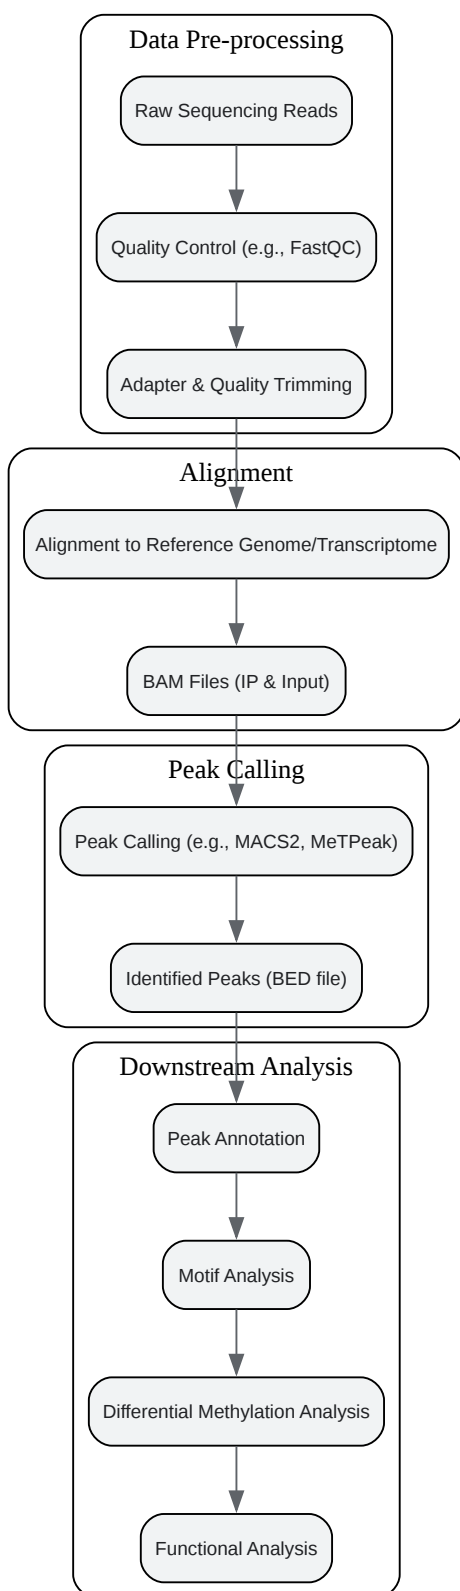 Data Pre-processing
Raw Sequencing Reads
Quality Control (e.g., FastQC)
Adapter & Quality Trimming
Alignment
Alignment to Reference Genome/Transcriptome
BAM Files (IP & Input)
Peak Calling
Peak Calling (e.g., MACS2, MeTPeak)
Identified Peaks (BED file)
Downstream Analysis
Peak Annotation
Motif Analysis
Differential Methylation Analysis
Functional Analysis